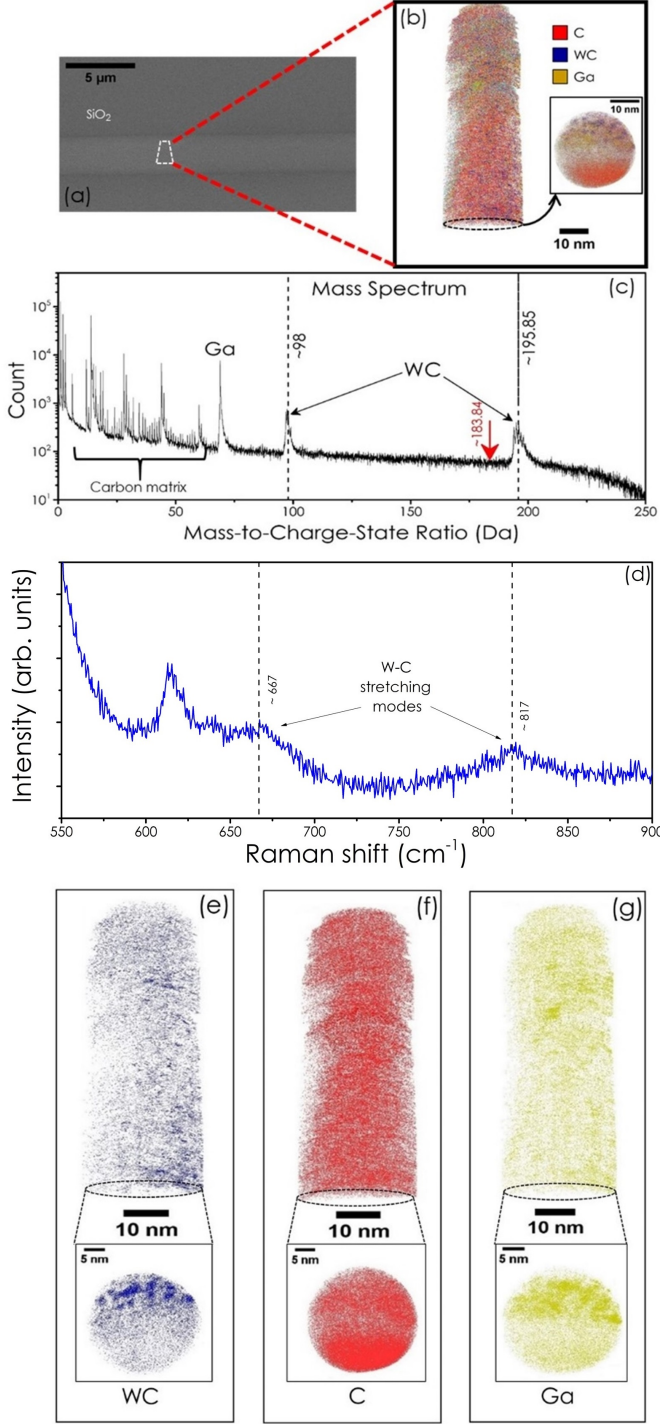 5 µm
SiO2
(a)
(b)
C
WC
Ga
10 nm
10 nm
Mass Spectrum
(c)
Count
10^5
10^4
10^3
10^2
10^1
Ga
~98
WC
~183.84
~195.85
Carbon matrix
0 50 100 150 200 250
Mass-to-Charge-State Ratio (Da)
(d)
Intensity (arb. units)
~ 667
W-C
stretching
modes
~ 817
550 600 650 700 750 800 850 900
Raman shift (cm-1)
(e)
10 nm
5 nm
WC
(f)
10 nm
5 nm
C
(g)
10 nm
5 nm
Ga